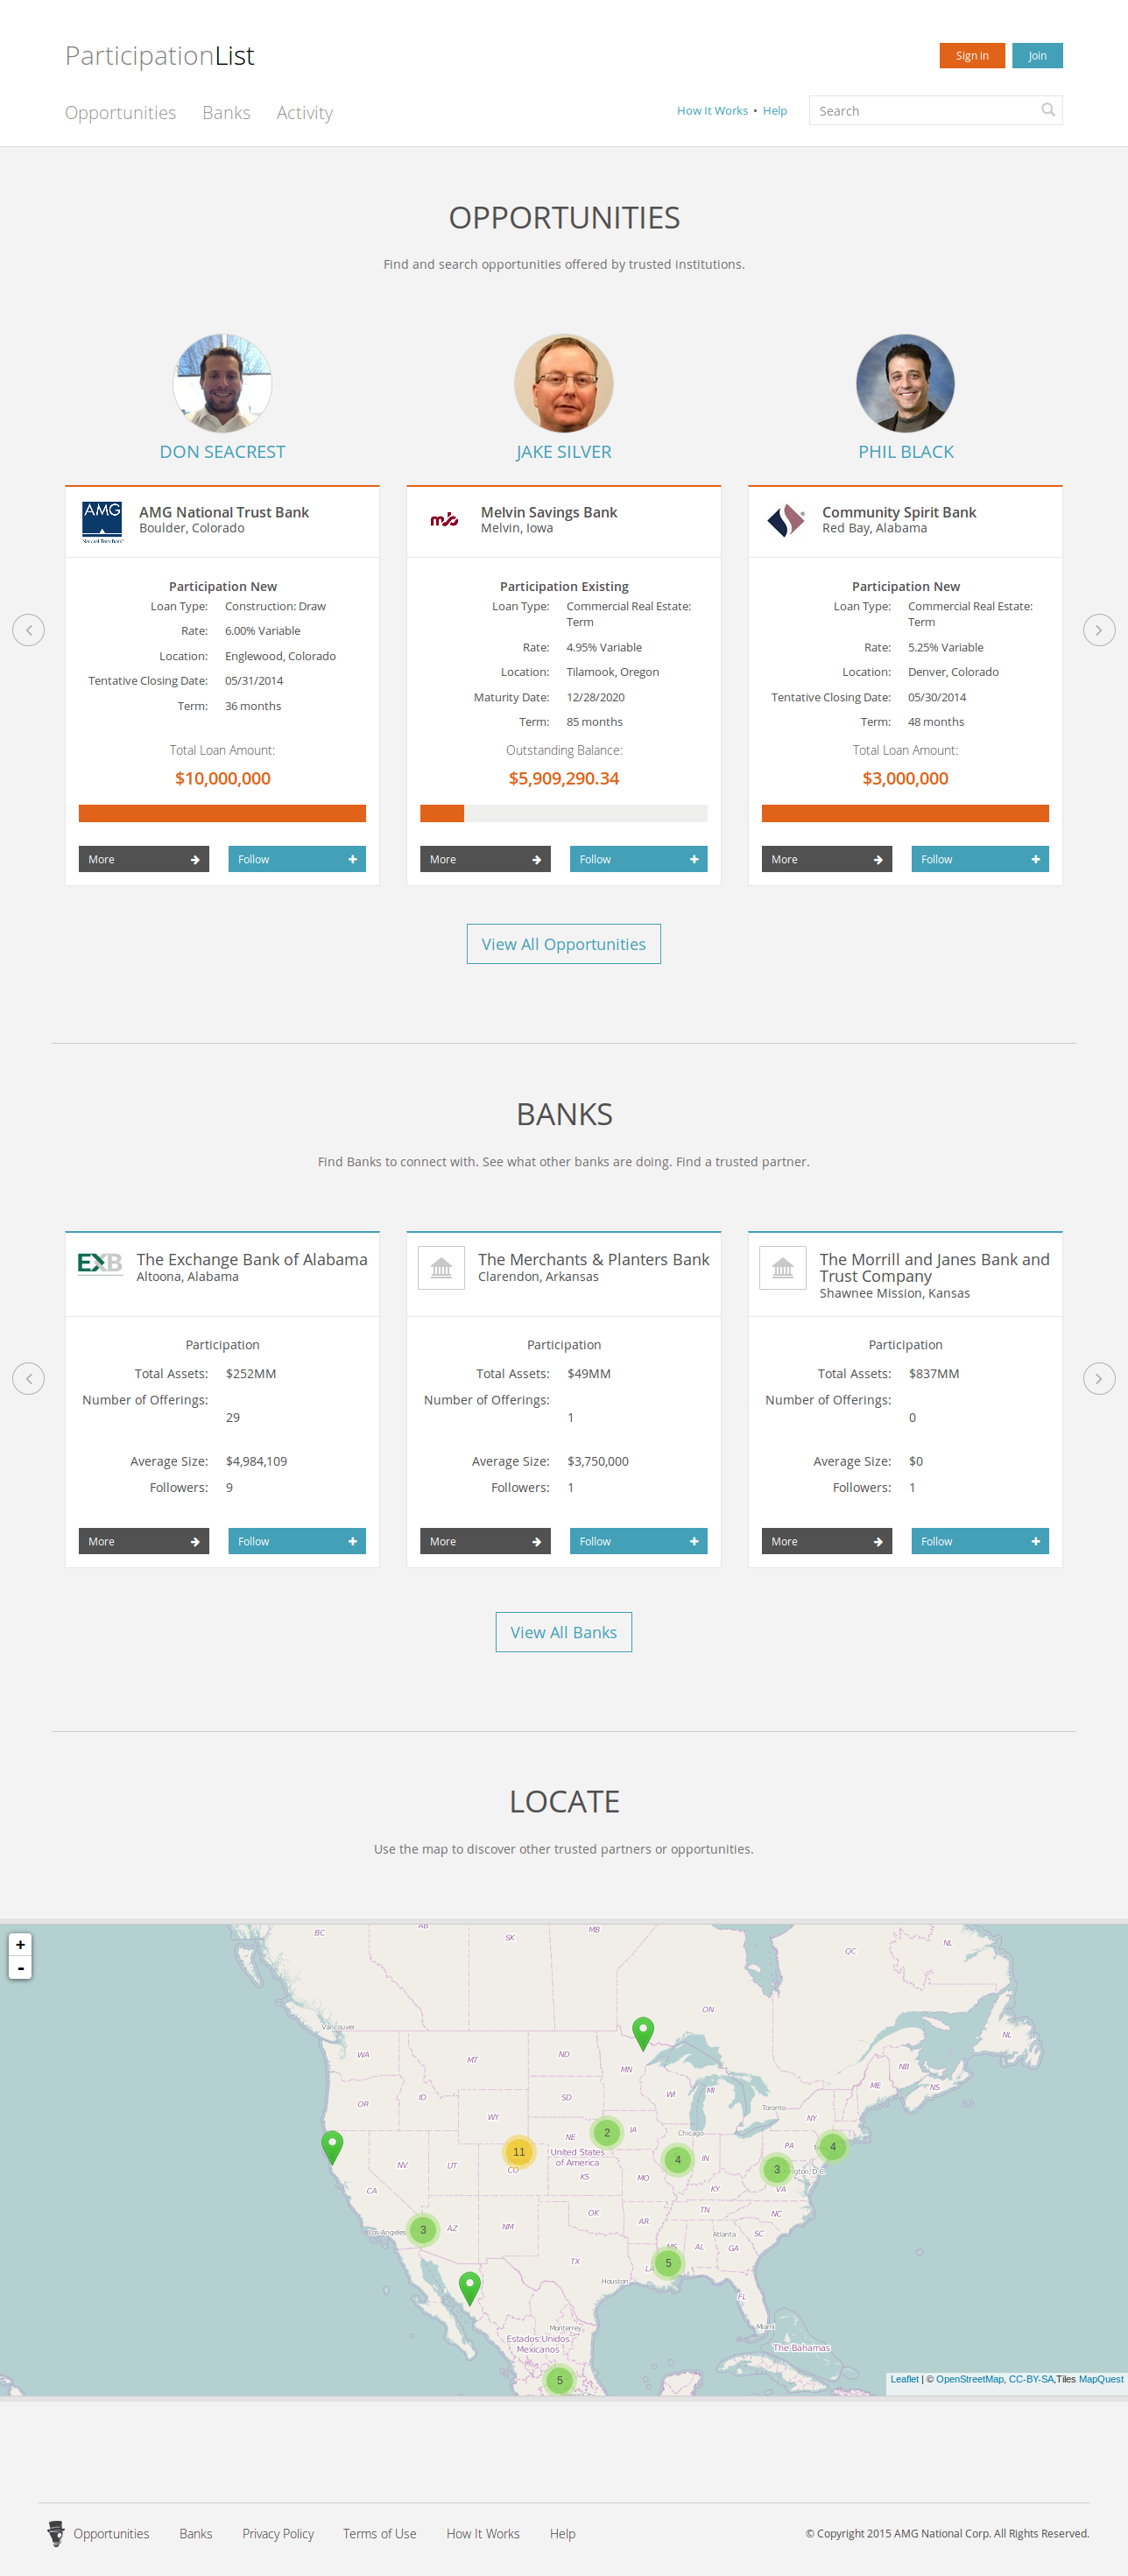 ParticipationList
Sign in
Join
Opportunities Banks Activity
How It Works • Help
Search
OPPORTUNITIES
Find and search opportunities offered by trusted institutions.
DON SEACREST
AMG
AMG National Trust Bank
Boulder, Colorado
Participation New
Loan Type: Construction: Draw
Rate: 6.00% Variable
Location: Englewood, Colorado
Tentative Closing Date: 05/31/2014
Term: 36 months
Total Loan Amount:
$10,000,000
More
Follow
JAKE SILVER
Melvin Savings Bank
Melvin, Iowa
Participation Existing
Loan Type: Commercial Real Estate:
Term
Rate: 4.95% Variable
Location: Tilamook, Oregon
Maturity Date: 12/28/2020
Term: 85 months
Outstanding Balance:
$5,909,290.34
More
Follow
PHIL BLACK
Community Spirit Bank
Red Bay, Alabama
Participation New
Loan Type: Commercial Real Estate:
Term
Rate: 5.25% Variable
Location: Denver, Colorado
Tentative Closing Date: 05/30/2014
Term: 48 months
Total Loan Amount:
$3,000,000
More
Follow
View All Opportunities
BANKS
Find Banks to connect with. See what other banks are doing. Find a trusted partner.
EXB
The Exchange Bank of Alabama
Altoona, Alabama
Participation
Total Assets: $252MM
Number of Offerings:
29
Average Size: $4,984,109
Followers: 9
More
Follow
The Merchants & Planters Bank
Clarendon, Arkansas
Participation
Total Assets: $49MM
Number of Offerings:
1
Average Size: $3,750,000
Followers: 1
More
Follow
The Morrill and Janes Bank and
Trust Company
Shawnee Mission, Kansas
Participation
Total Assets: $837MM
Number of Offerings:
0
Average Size: $0
Followers: 1
More
Follow
View All Banks
LOCATE
Use the map to discover other trusted partners or opportunities.
+
-
BC
AB
SK
MB
ON
QC
NL
NL
Vancouver
WA
MT
ND
MN
OR
ID
SD
WI
MI
NB
NS
ME
WY
Toronto
NY
NE
IA
Chicago
2
11
CO
United States
of America
4
IN
PA
4
3
NV
UT
KS
MO
KY
VA
CA
OK
TN
NC
Los Angeles
3
AZ
NM
AR
Atlanta
SC
MS
AL
GA
TX
LA
5
Houston
FL
Monterrey
Miami
Estados Unidos
Mexicanos
The Bahamas
5
Leaflet | © OpenStreetMap, CC-BY-SA,Tiles MapQuest
Opportunities Banks Privacy Policy Terms of Use How It Works Help
© Copyright 2015 AMG National Corp. All Rights Reserved.